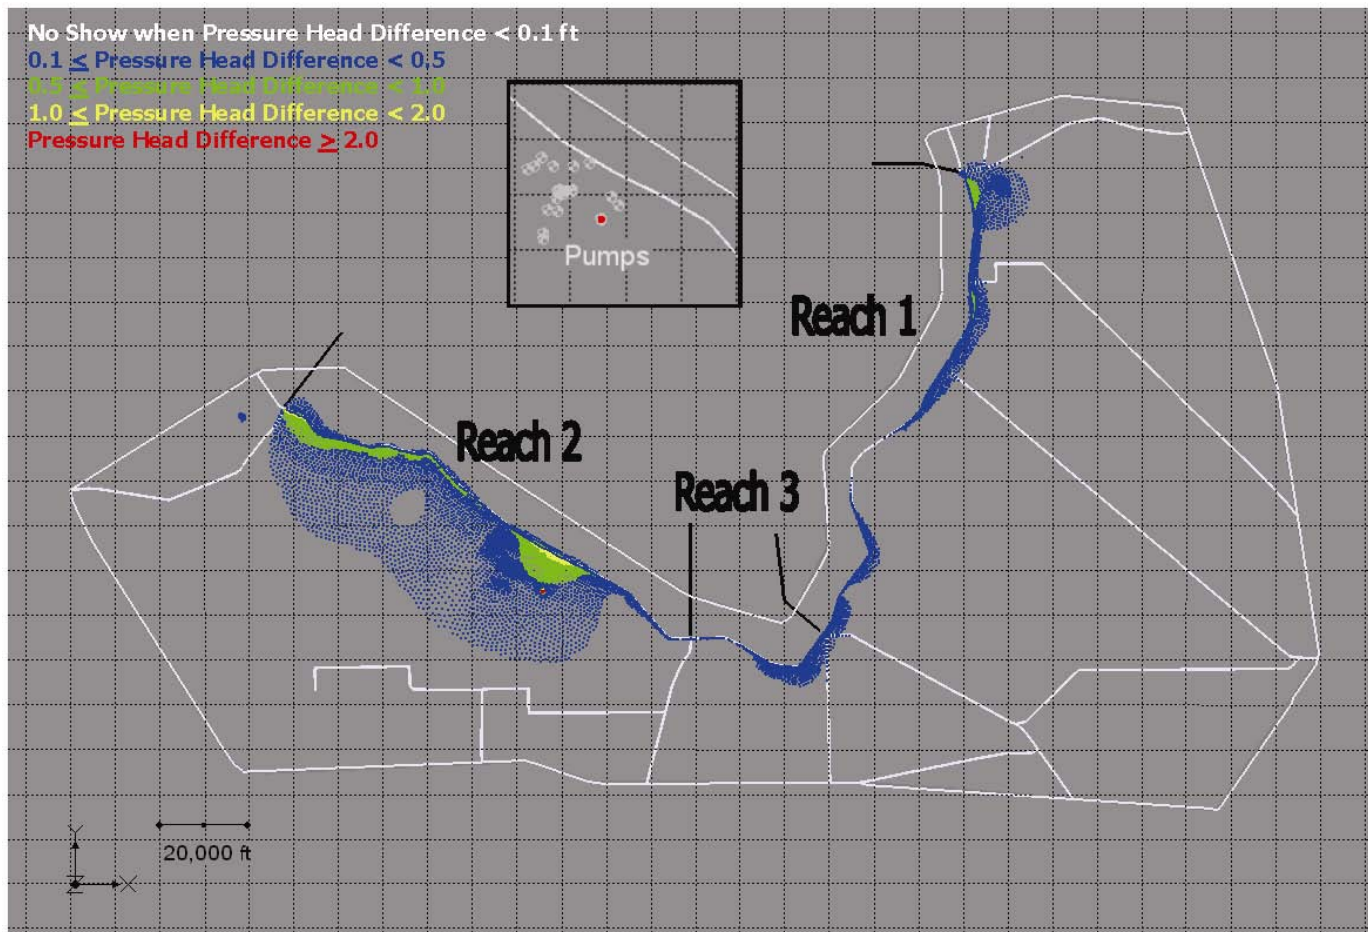 No Show when Pressure Head Difference < 0.1 ft
0.1 ≤ Pressure Head Difference < 0.5
0.5 ≤ Pressure Head Difference < 1.0
1.0 ≤ Pressure Head Difference < 2.0
Pressure Head Difference ≥ 2.0
Pumps
Reach 1
Reach 2
Reach 3
20,000 ft
Y
Z
X